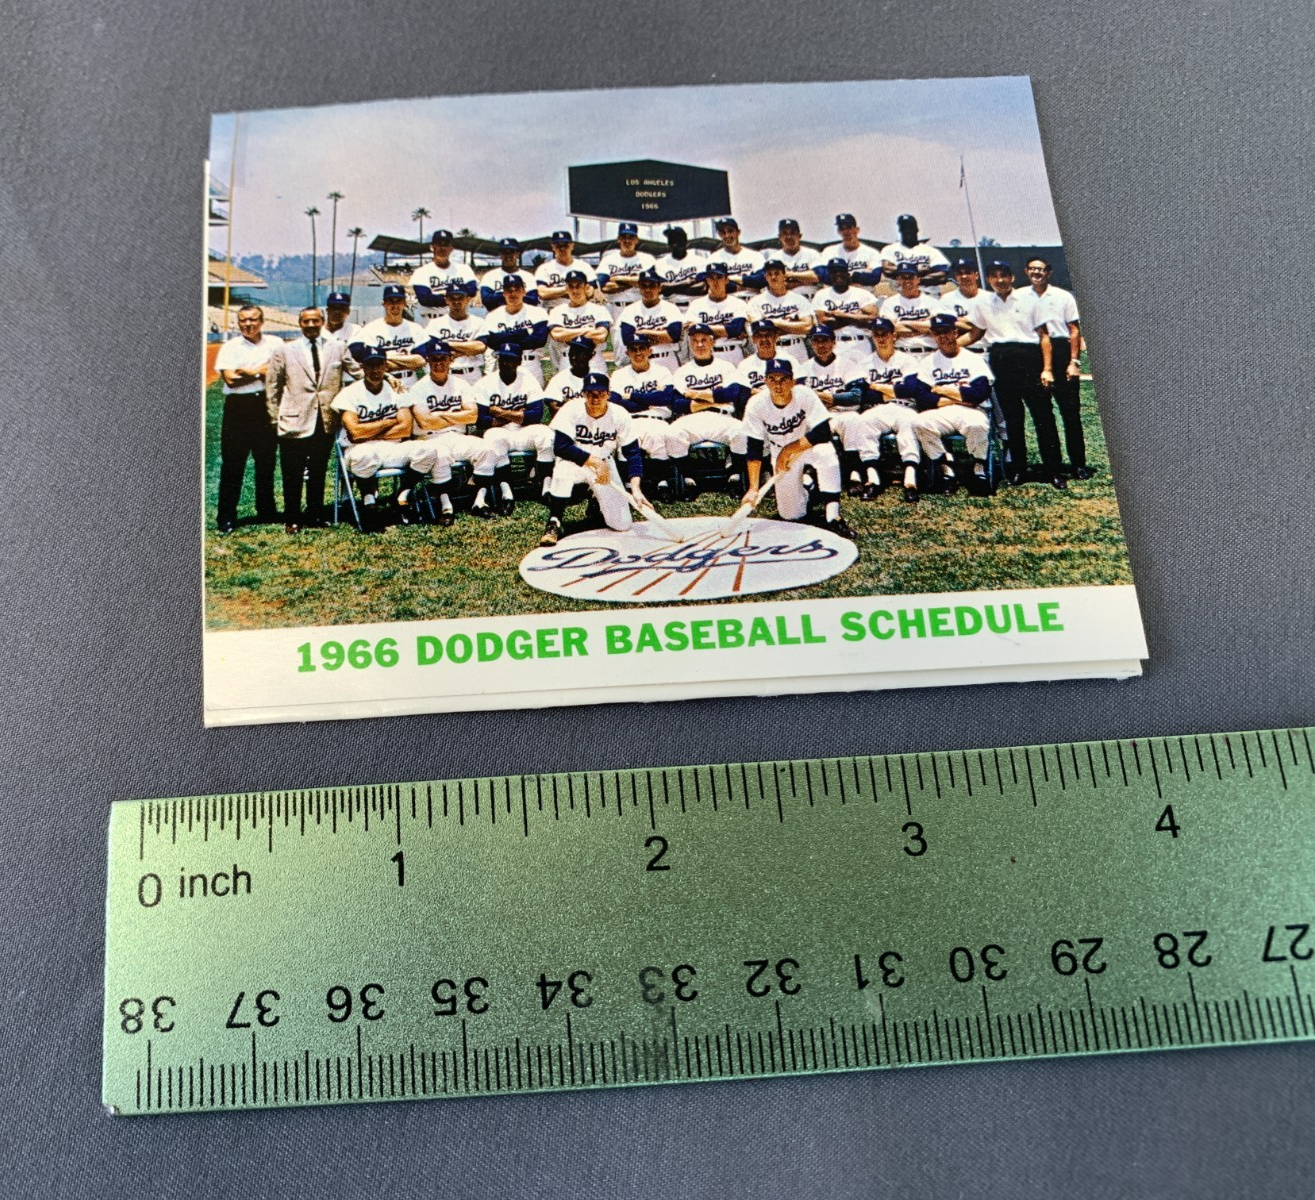 LOS ANGELES
DODGERS
1966
Dodgers
Dodgers
1966 DODGER BASEBALL SCHEDULE
0 inch 1 2 3 4
38 37 36 35 34 33 32 31 30 29 28 27